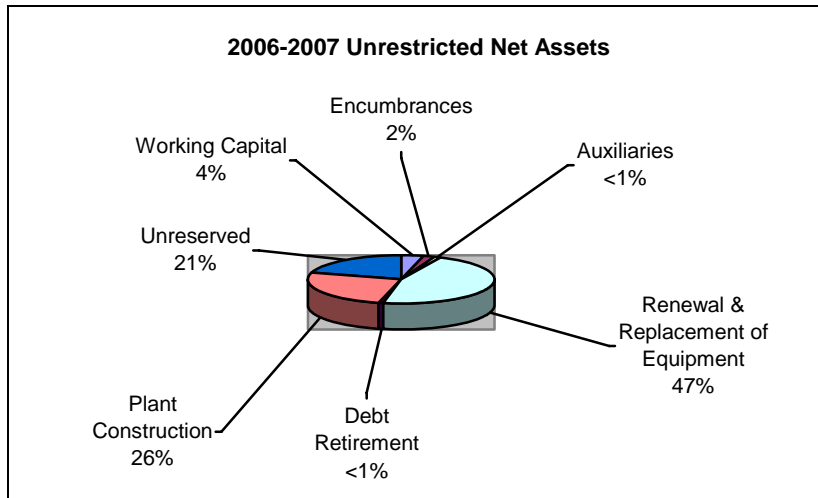 2006-2007 Unrestricted Net Assets
Encumbrances
2%
Working Capital
4%
Auxiliaries
<1%
Unreserved
21%
Renewal &
Replacement of
Equipment
47%
Plant
Construction
26%
Debt
Retirement
<1%